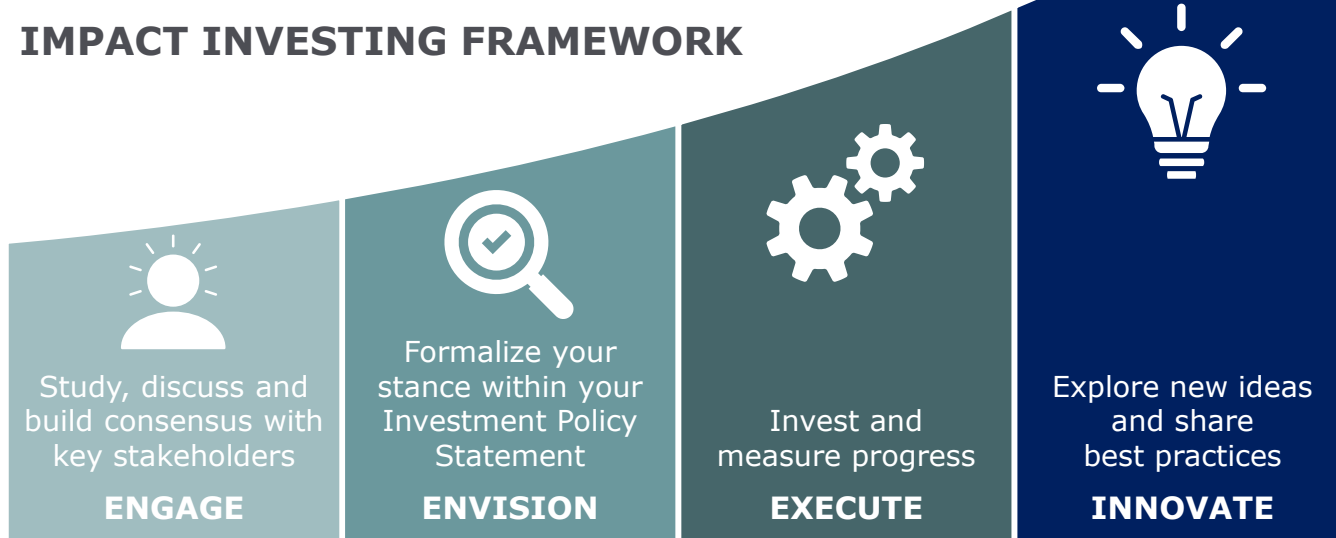 IMPACT INVESTING FRAMEWORK
Study, discuss and
build consensus with
key stakeholders
ENGAGE
Formalize your
stance within your
Investment Policy
Statement
ENVISION
Invest and
measure progress
EXECUTE
Explore new ideas
and share
best practices
INNOVATE